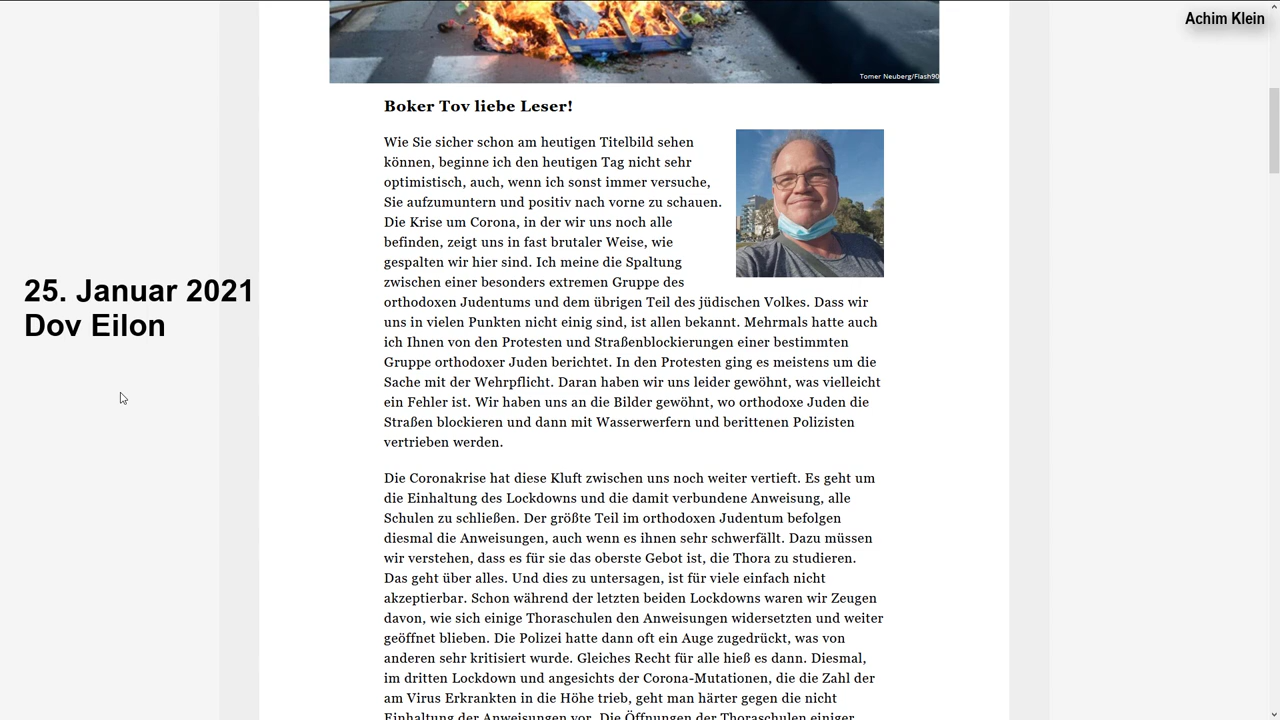 Achim Klein
Tomer Neuberg/Flash90
Boker Tov liebe Leser!
Wie Sie sicher schon am heutigen Titelbild sehen
können, beginne ich den heutigen Tag nicht sehr
optimistisch, auch, wenn ich sonst immer versuche,
Sie aufzumuntern und positiv nach vorne zu schauen.
Die Krise um Corona, in der wir uns noch alle
befinden, zeigt uns in fast brutaler Weise, wie
gespalten wir hier sind. Ich meine die Spaltung
zwischen einer besonders extremen Gruppe des
orthodoxen Judentums und dem übrigen Teil des jüdischen Volkes. Dass wir
uns in vielen Punkten nicht einig sind, ist allen bekannt. Mehrmals hatte auch
ich Ihnen von den Protesten und Straßenblockierungen einer bestimmten
Gruppe orthodoxer Juden berichtet. In den Protesten ging es meistens um die
Sache mit der Wehrpflicht. Daran haben wir uns leider gewöhnt, was vielleicht
ein Fehler ist. Wir haben uns an die Bilder gewöhnt, wo orthodoxe Juden die
Straßen blockieren und dann mit Wasserwerfern und berittenen Polizisten
vertrieben werden.
25. Januar 2021
Dov Eilon
Die Coronakrise hat diese Kluft zwischen uns noch weiter vertieft. Es geht um
die Einhaltung des Lockdowns und die damit verbundene Anweisung, alle
Schulen zu schließen. Der größte Teil im orthodoxen Judentum befolgen
diesmal die Anweisungen, auch wenn es ihnen sehr schwerfällt. Dazu müssen
wir verstehen, dass es für sie das oberste Gebot ist, die Thora zu studieren.
Das geht über alles. Und dies zu untersagen, ist für viele einfach nicht
akzeptierbar. Schon während der letzten beiden Lockdowns waren wir Zeugen
davon, wie sich einige Thoraschulen den Anweisungen widersetzten und weiter
geöffnet blieben. Die Polizei hatte dann oft ein Auge zugedrückt, was von
anderen sehr kritisiert wurde. Gleiches Recht für alle hieß es dann. Diesmal,
im dritten Lockdown und angesichts der Corona-Mutationen, die die Zahl der
am Virus Erkrankten in die Höhe trieb, geht man härter gegen die nicht
Einhaltung der Anweisungen vor. Die Öffnungen der Thoraschulen einiger